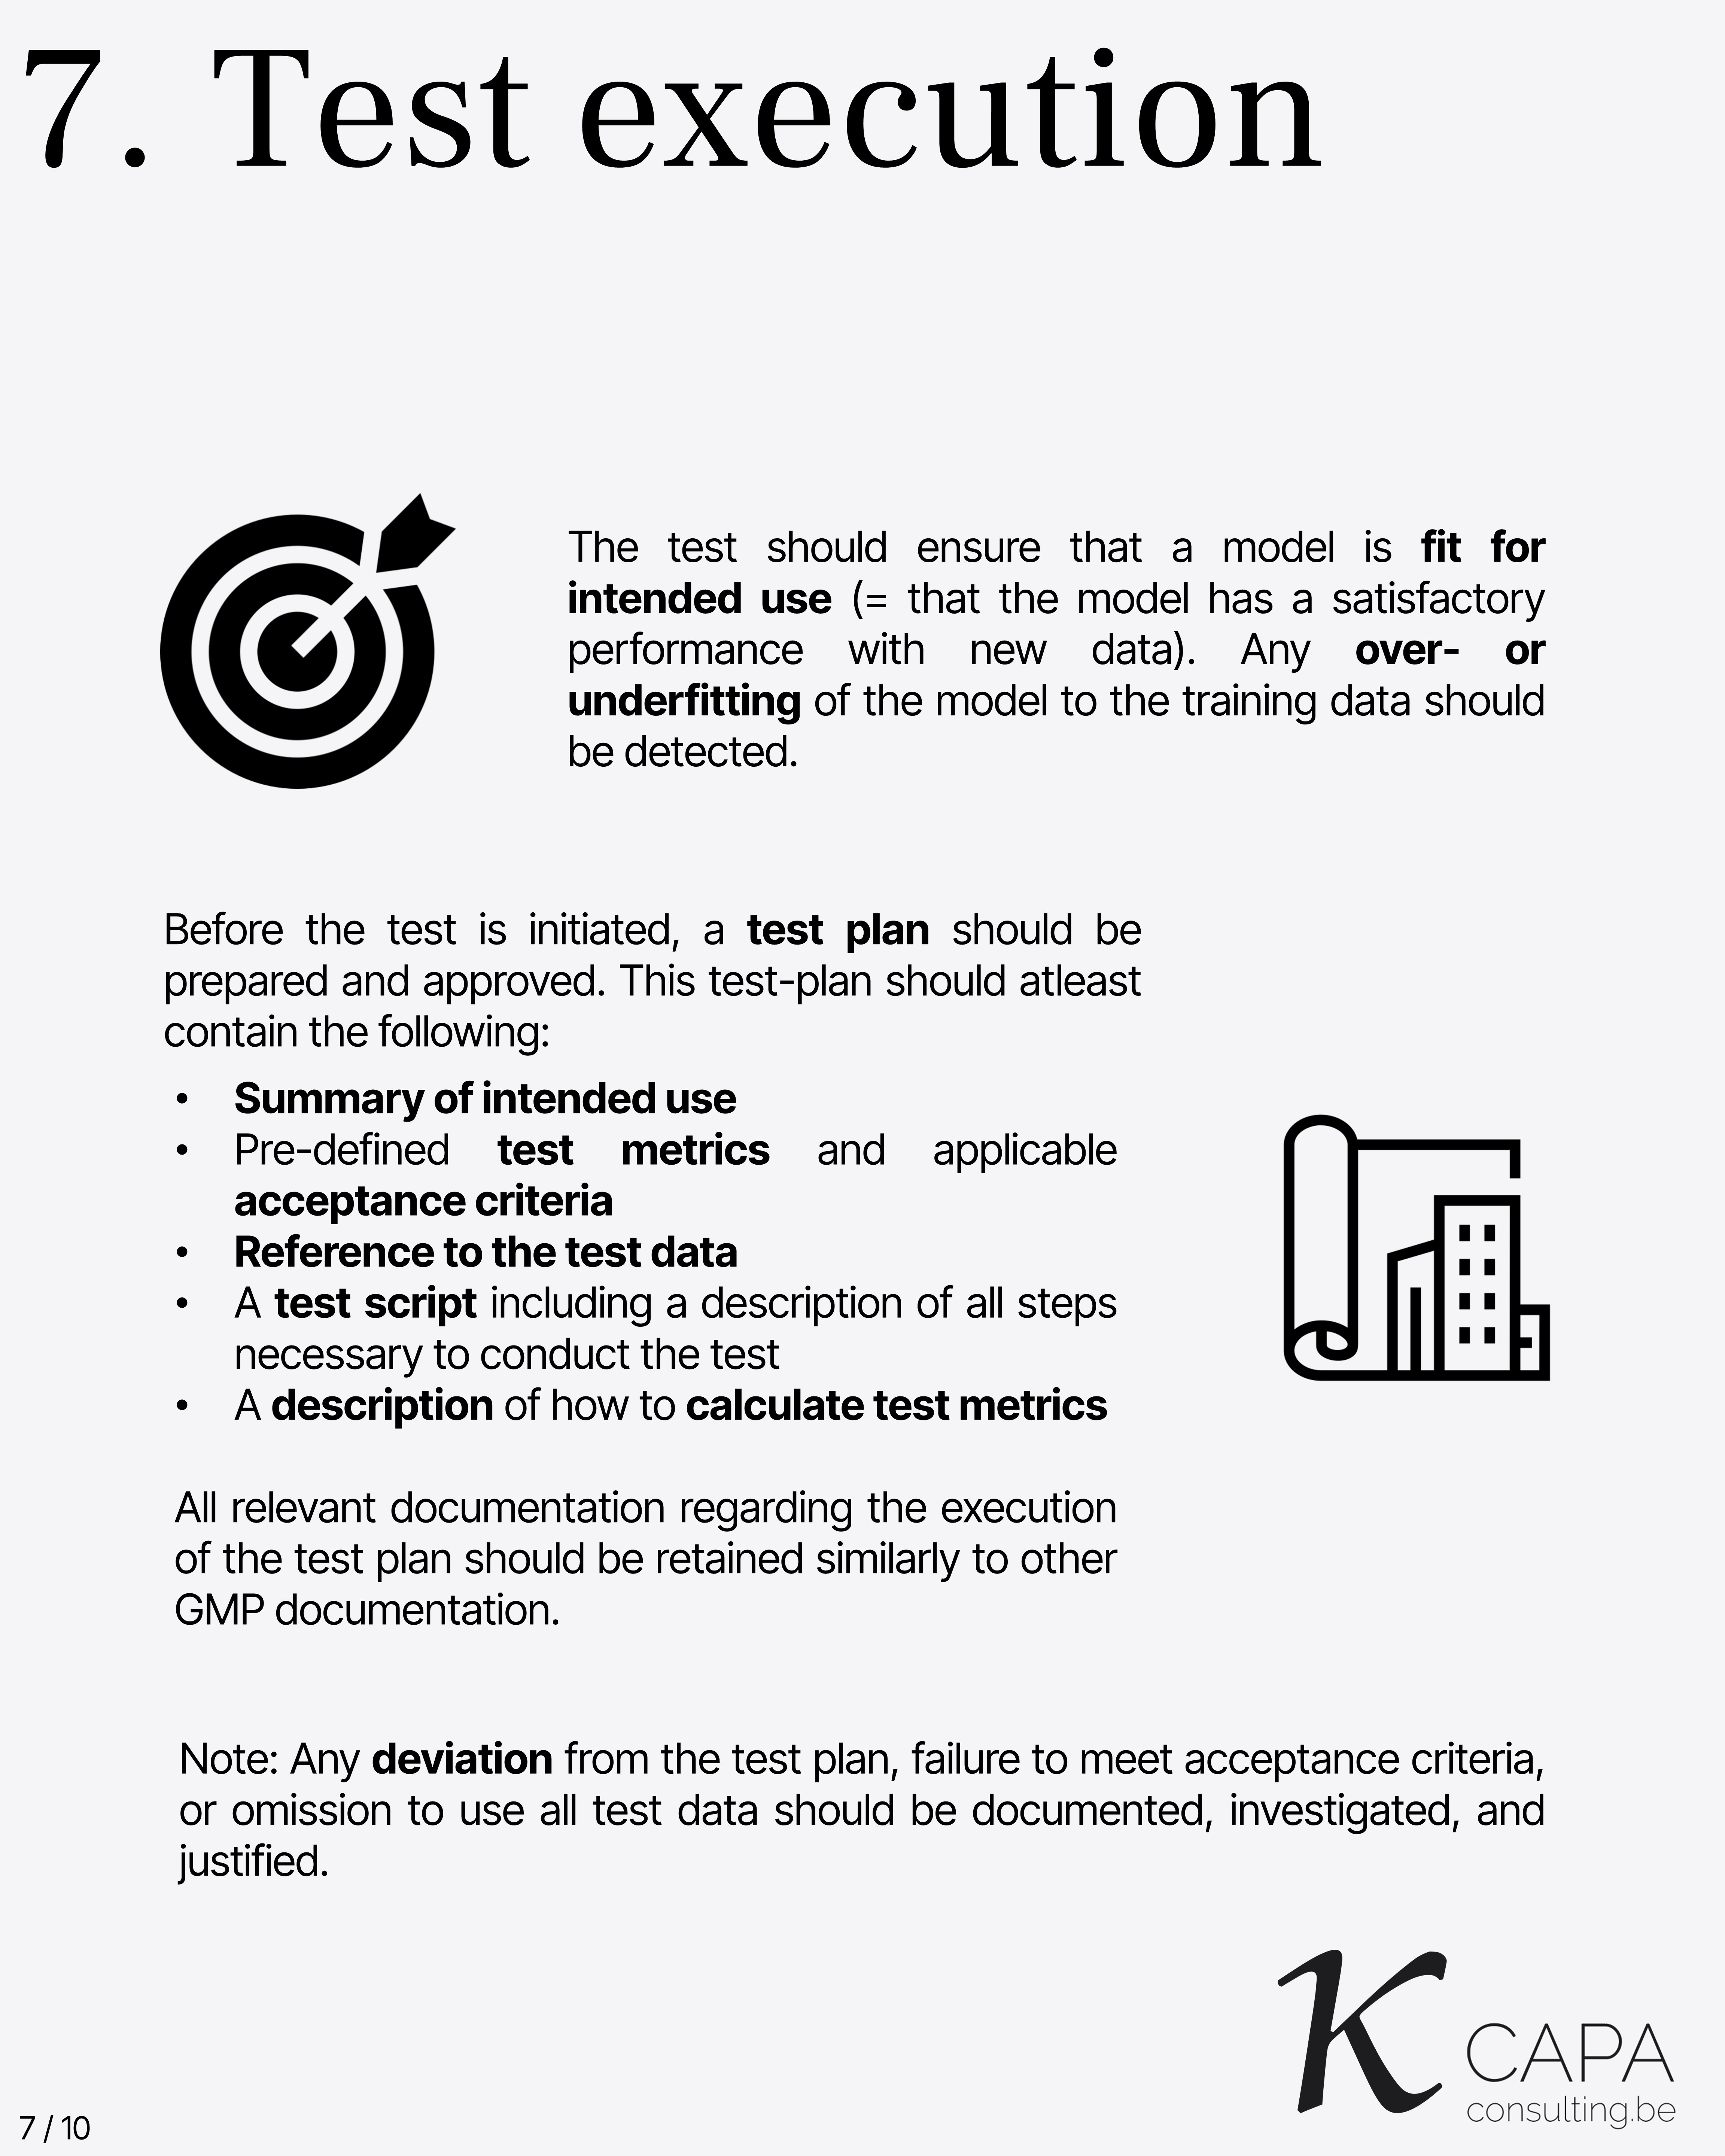 7. Test execution
The test should ensure that a model is fit for
intended use (= that the model has a satisfactory
performance with new data). Any over- or
underfitting of the model to the training data should
be detected.
Before the test is initiated, a test plan should be
prepared and approved. This test-plan should atleast
contain the following:
• Summary of intended use
• Pre-defined test metrics and applicable
acceptance criteria
• Reference to the test data
• A test script including a description of all steps
necessary to conduct the test
• A description of how to calculate test metrics
All relevant documentation regarding the execution
of the test plan should be retained similarly to other
GMP documentation.
Note: Any deviation from the test plan, failure to meet acceptance criteria,
or omission to use all test data should be documented, investigated, and
justified.
K CAPA
consulting.be
7 / 10